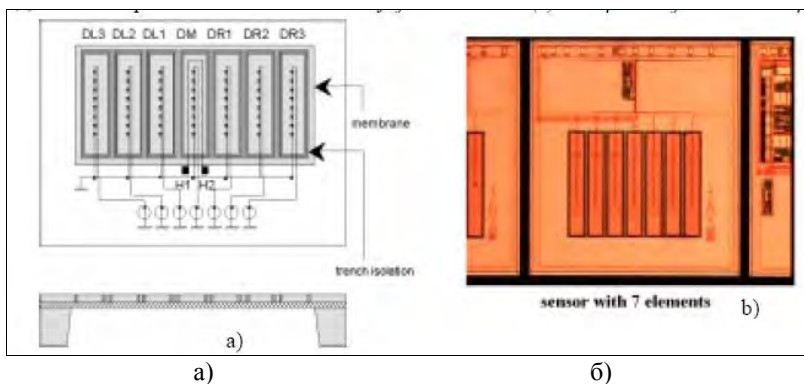 DL3 DL2 DL1 DM DR1 DR2 DR3
membrane
H1 H2
trench isolation
a)
sensor with 7 elements
b)
а)
б)